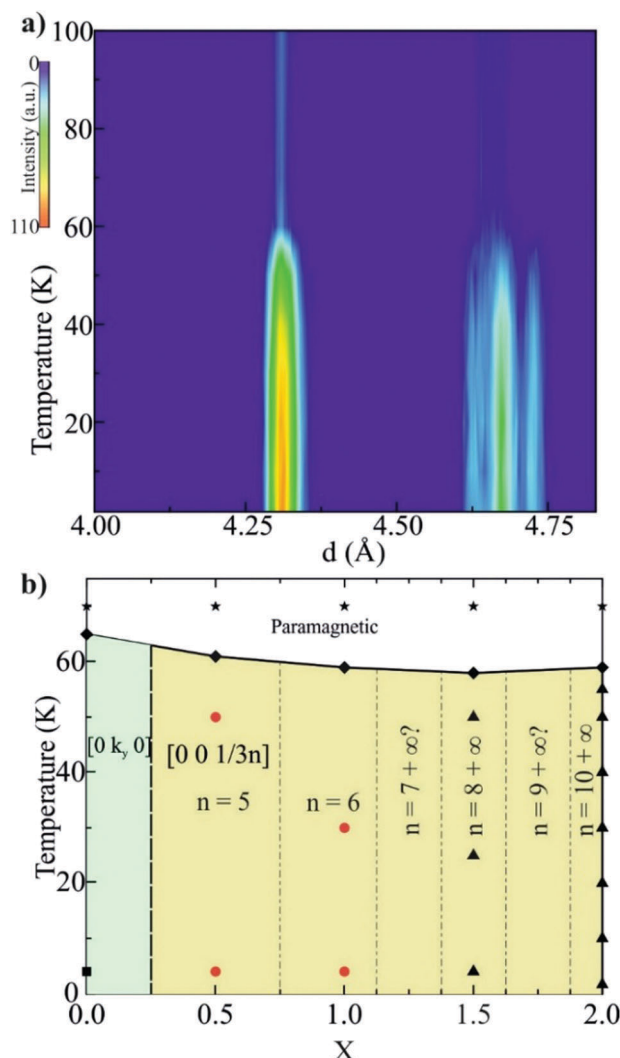 a)
100
80
60
40
20
Temperature (K)
0
Intensity (a.u.)
110
4.00
4.25
4.50
4.75
d (Å)
b)
Paramagnetic
60
40
20
0
Temperature (K)
[0 k_y 0]
[0 0 1/3n]
n = 5
n = 6
n = 7 + ∞?
n = 8 + ∞
n = 9 + ∞?
n = 10 + ∞
0.0
0.5
1.0
1.5
2.0
X